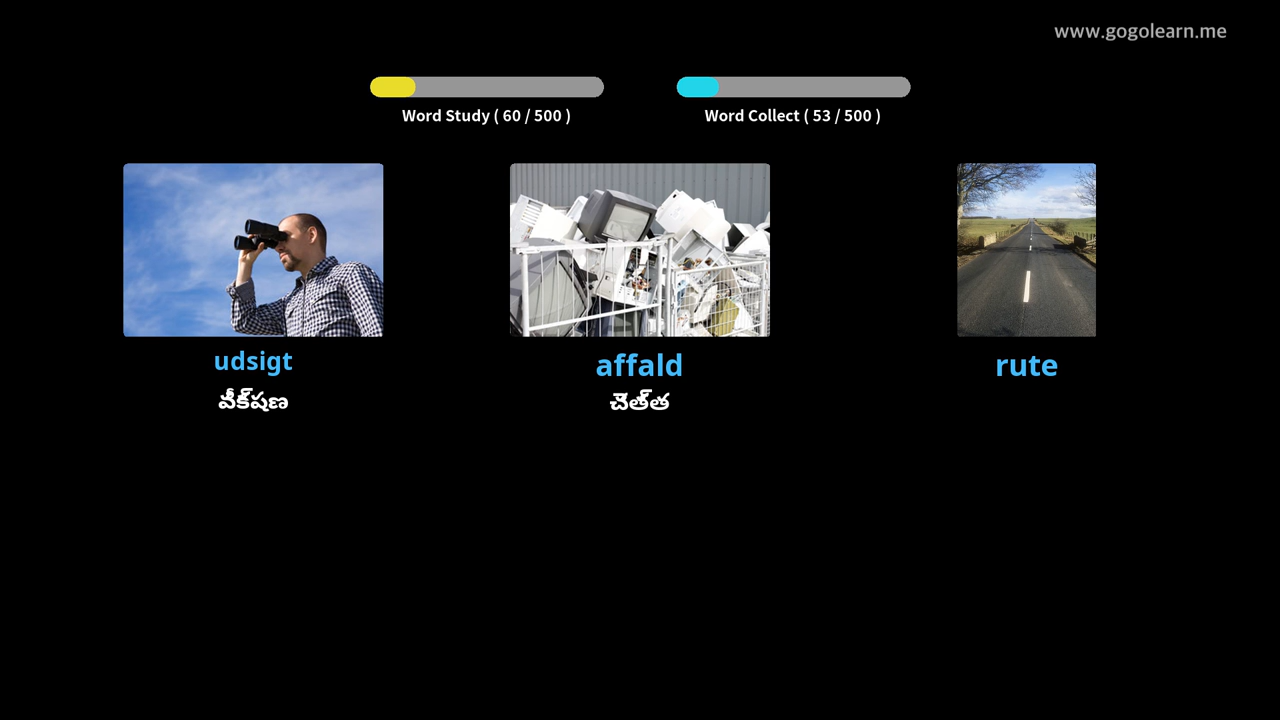 www.gogolearn.me
Word Study ( 60 / 500 )
Word Collect ( 53 / 500 )
udsigt
affald
rute
వీక్షణ
చెత్త